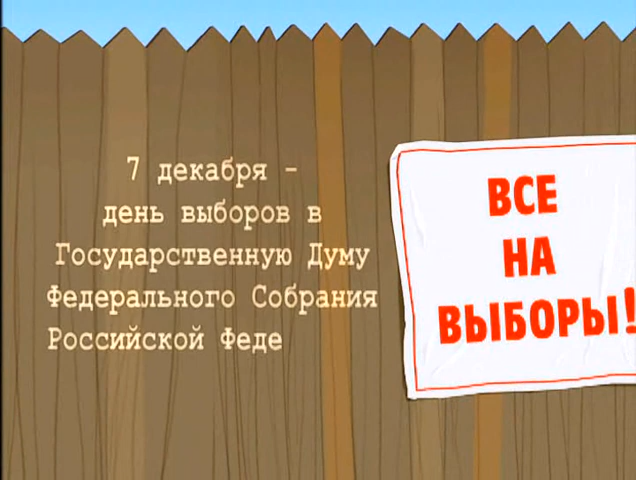 7 декабря -
день выборов в
Государственную Думу
Федерального Собрания
Российской Феде
ВСЕ
НА
ВЫБОРЫ!